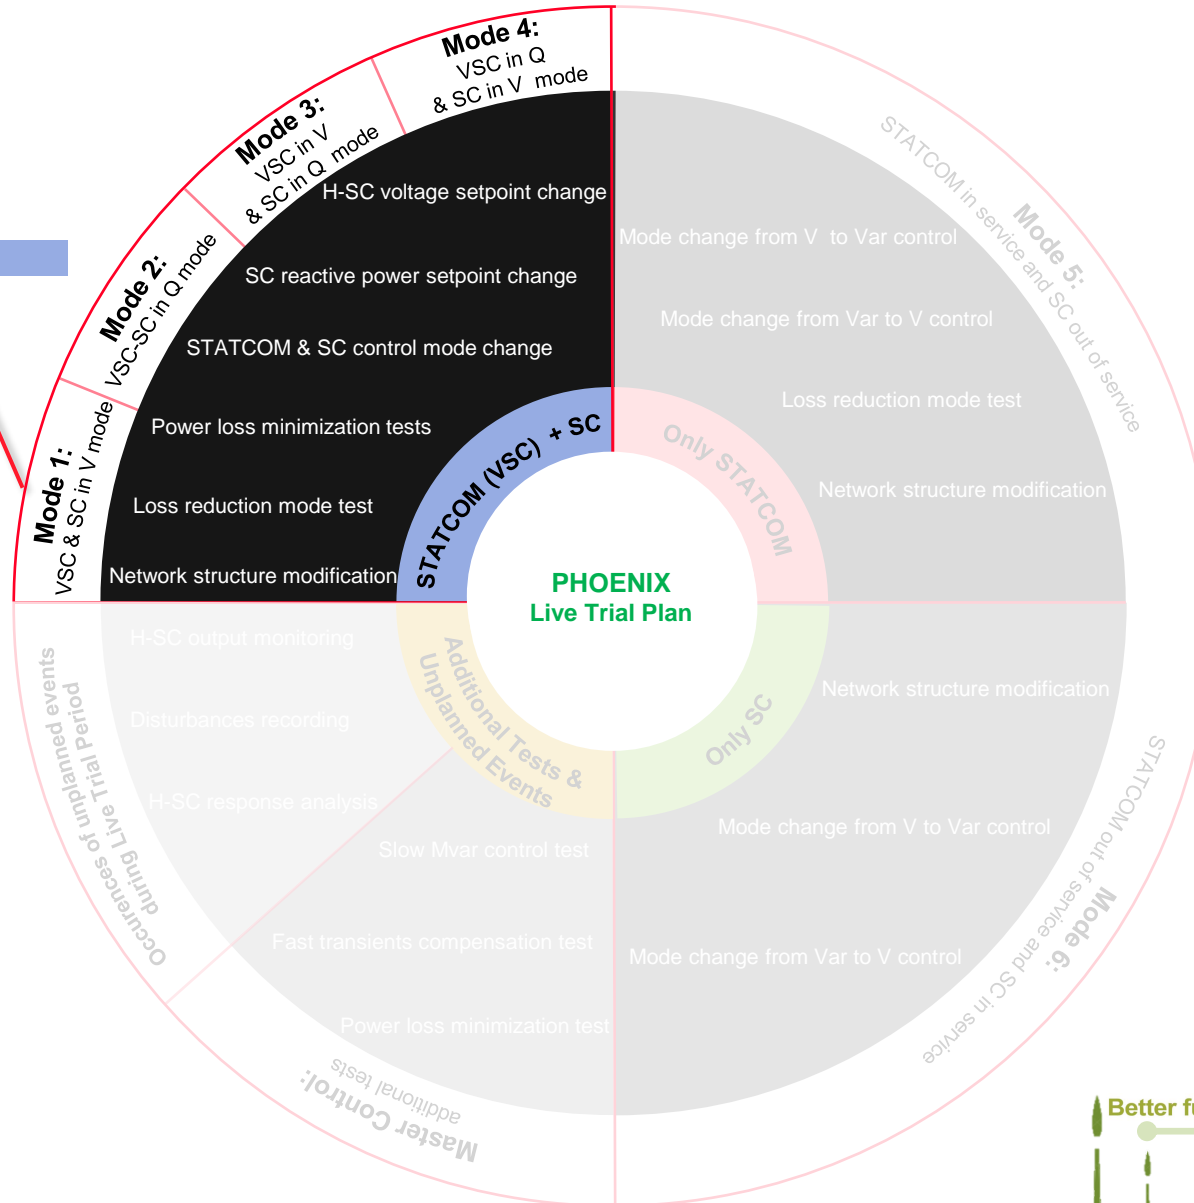 Mode 4:
VSC in Q
& SC in V mode
Mode 3:
VSC in V
& SC in Q mode
Mode 2:
VSC-SC in Q mode
Mode 1:
VSC & SC in V mode
H-SC voltage setpoint change
SC reactive power setpoint change
STATCOM & SC control mode change
Power loss minimization tests
Loss reduction mode test
Network structure modification
STATCOM (VSC) + SC
Mode 5:
STATCOM in service and SC out of service
Mode change from V to Var control
Mode change from Var to V control
Loss reduction mode test
Network structure modification
Only STATCOM
PHOENIX
Live Trial Plan
Only SC
Network structure modification
Mode change from V to Var control
Mode change from Var to V control
Mode 6:
STATCOM out of service and SC in service
Additional Tests &
Unplanned Events
H-SC output monitoring
Disturbances recording
H-SC response analysis
Occurences of unplanned events
during Live Trial Period
Slow Mvar control test
Fast transients compensation test
Power loss minimization test
Master Control:
additional tests
Better fu